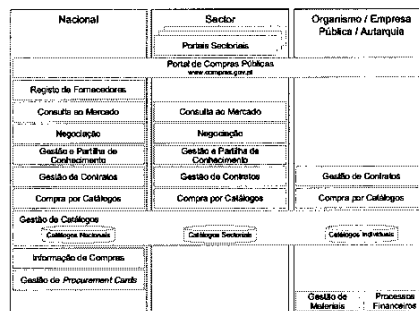 Nacional
Sector
Organismo / Empresa
Pública / Autarquia
Portais Sectoriais
Portal de Compras Públicas
www.compras.gov.pt
Registo de Fornecedores
Consulta ao Mercado
Consulta ao Mercado
Negociação
Negociação
Gestão e Partilha de
Conhecimento
Gestão e Partilha de
Conhecimento
Gestão de Contratos
Gestão de Contratos
Gestão de Contratos
Compra por Catálogos
Compra por Catálogos
Compra por Catálogos
Gestão de Catálogos
Catálogos Nacionais
Catálogos Sectoriais
Catálogos Individuais
Informação de Compras
Gestão de Procurement Cards
Gestão de
Materiais
Processos
Financeiros